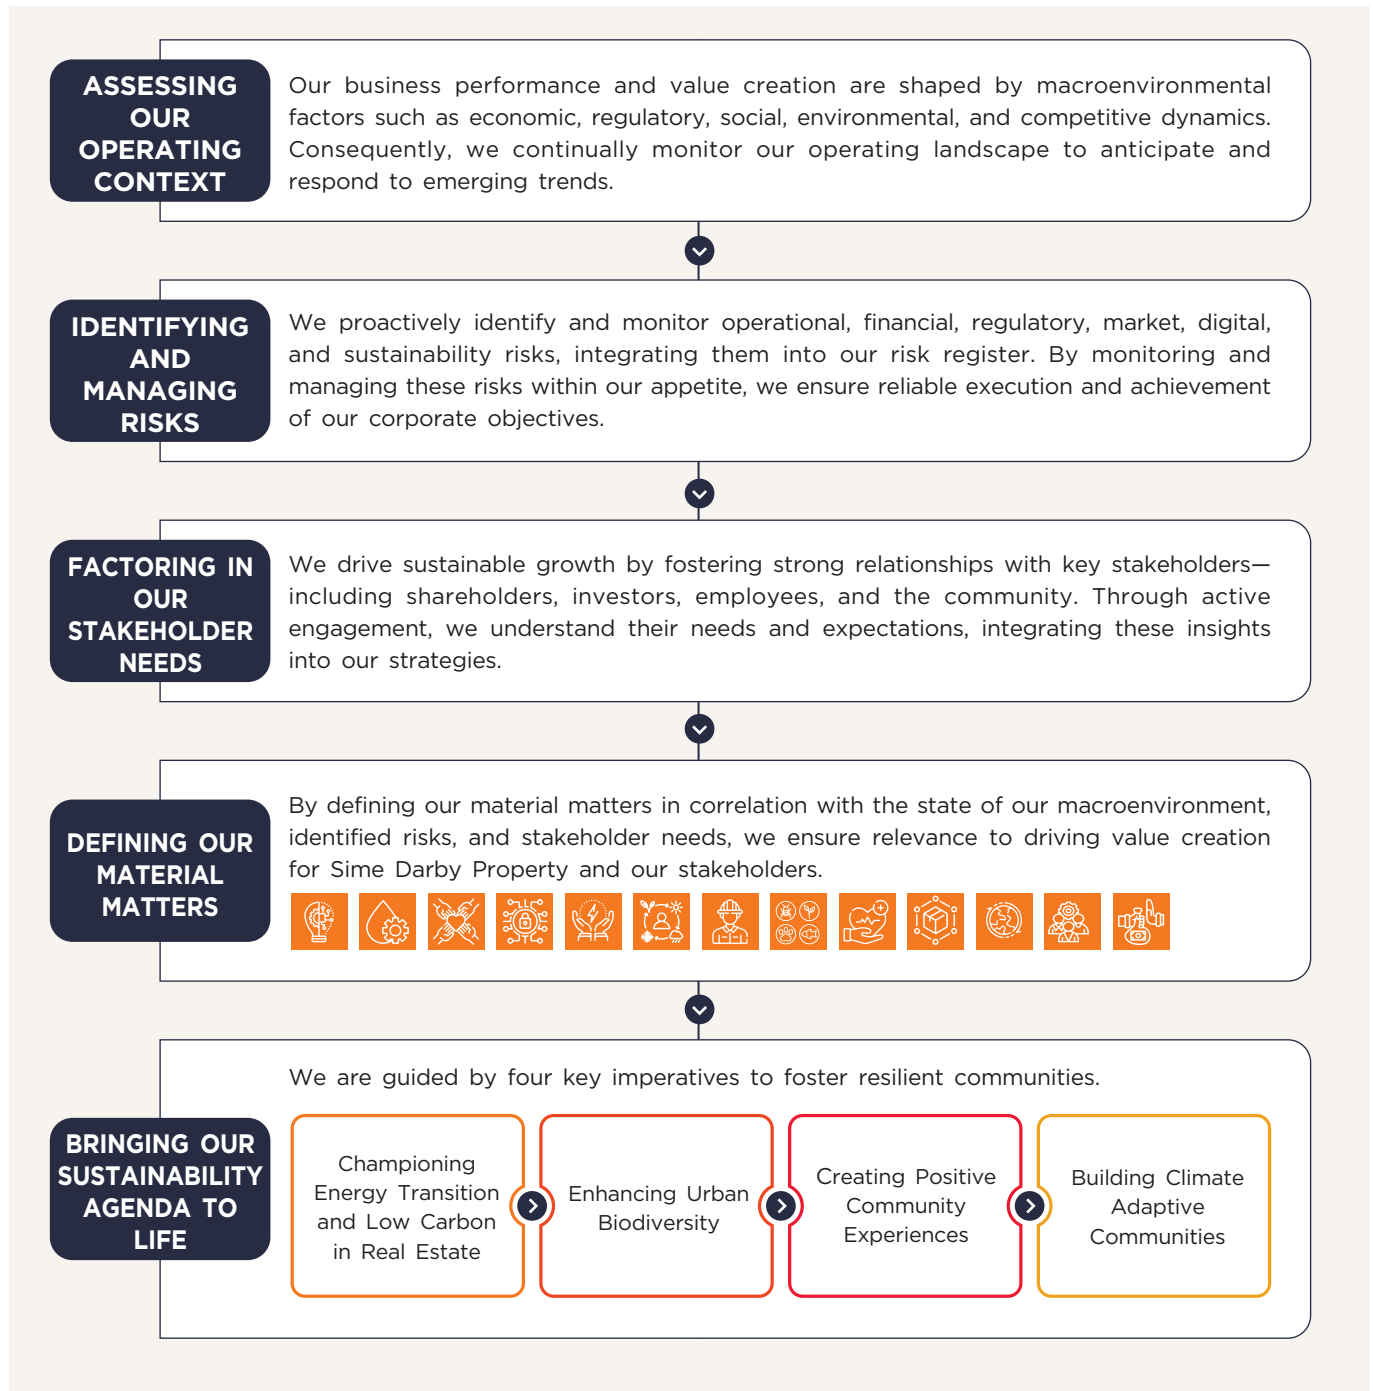 ASSESSING
OUR
OPERATING
CONTEXT
Our business performance and value creation are shaped by macroenvironmental
factors such as economic, regulatory, social, environmental, and competitive dynamics.
Consequently, we continually monitor our operating landscape to anticipate and
respond to emerging trends.
IDENTIFYING
AND
MANAGING
RISKS
We proactively identify and monitor operational, financial, regulatory, market, digital,
and sustainability risks, integrating them into our risk register. By monitoring and
managing these risks within our appetite, we ensure reliable execution and achievement
of our corporate objectives.
FACTORING IN
OUR
STAKEHOLDER
NEEDS
We drive sustainable growth by fostering strong relationships with key stakeholders—
including shareholders, investors, employees, and the community. Through active
engagement, we understand their needs and expectations, integrating these insights
into our strategies.
DEFINING OUR
MATERIAL
MATTERS
By defining our material matters in correlation with the state of our macroenvironment,
identified risks, and stakeholder needs, we ensure relevance to driving value creation
for Sime Darby Property and our stakeholders.
BRINGING OUR
SUSTAINABILITY
AGENDA TO
LIFE
We are guided by four key imperatives to foster resilient communities.
Championing
Energy Transition
and Low Carbon
in Real Estate
Enhancing Urban
Biodiversity
Creating Positive
Community
Experiences
Building Climate
Adaptive
Communities